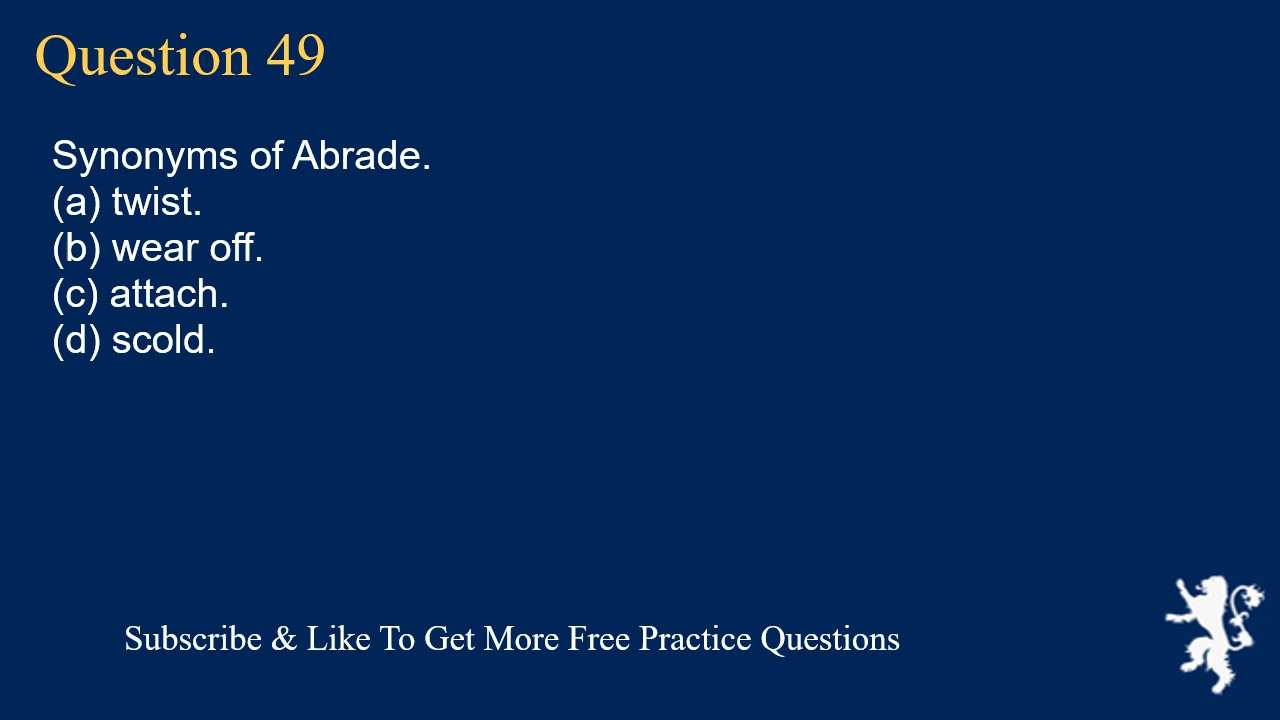 Question 49
Synonyms of Abrade.
(a) twist.
(b) wear off.
(c) attach.
(d) scold.
Subscribe & Like To Get More Free Practice Questions